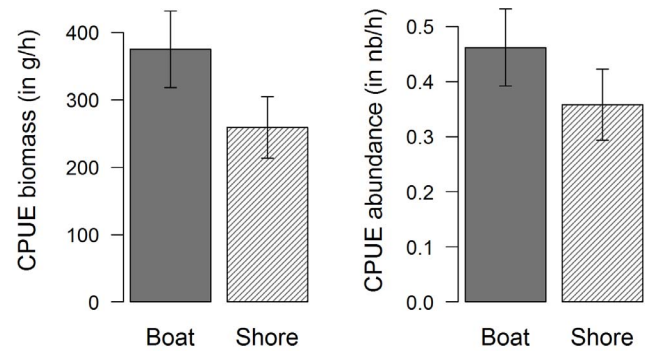 CPUE biomass (in g/h)
400
300
200
100
0
Boat Shore
CPUE abundance (in nb/h)
0.5
0.4
0.3
0.2
0.1
0.0
Boat Shore